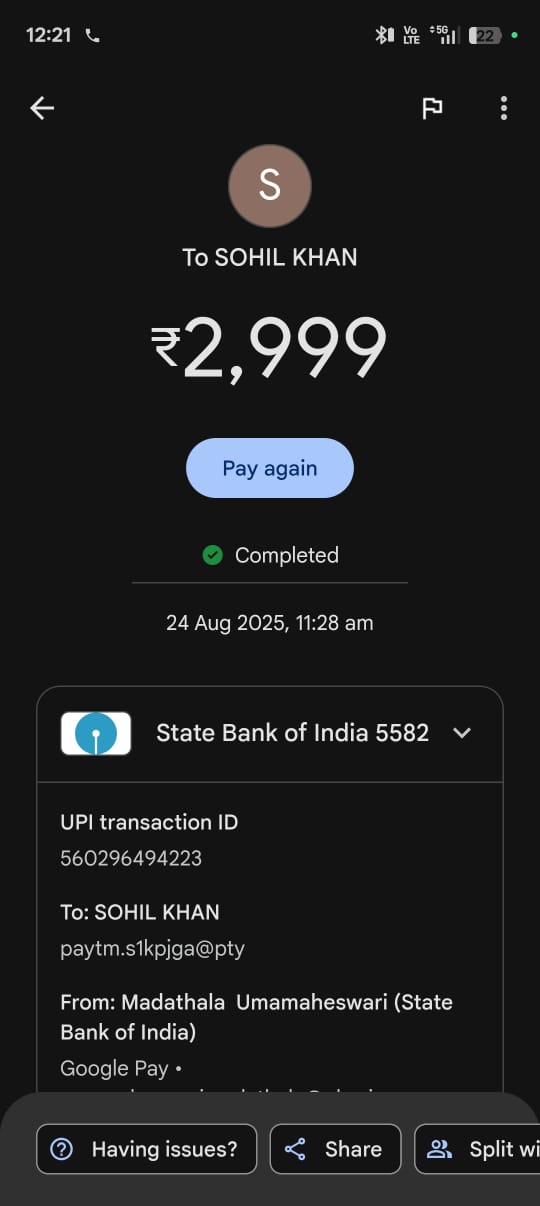 12:21
Vo LTE 5G 22
S
To SOHIL KHAN
₹2,999
Pay again
Completed
24 Aug 2025, 11:28 am
State Bank of India 5582
UPI transaction ID
560296494223
To: SOHIL KHAN
paytm.s1kpjga@pty
From: Madathala Umamaheswari (State
Bank of India)
Google Pay •
Having issues?
Share
Split wi